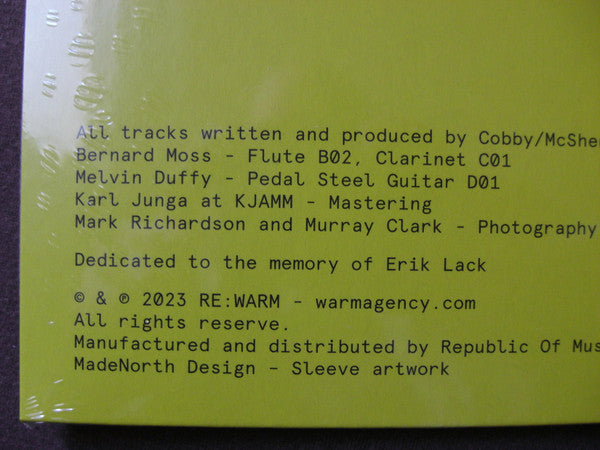 All tracks written and produced by Cobby/McShe
Bernard Moss - Flute B02, Clarinet C01
Melvin Duffy - Pedal Steel Guitar D01
Karl Junga at KJAMM - Mastering
Mark Richardson and Murray Clark - Photography
Dedicated to the memory of Erik Lack
© & ℗ 2023 RE:WARM - warmagency.com
All rights reserve.
Manufactured and distributed by Republic Of Mus
MadeNorth Design - Sleeve artwork